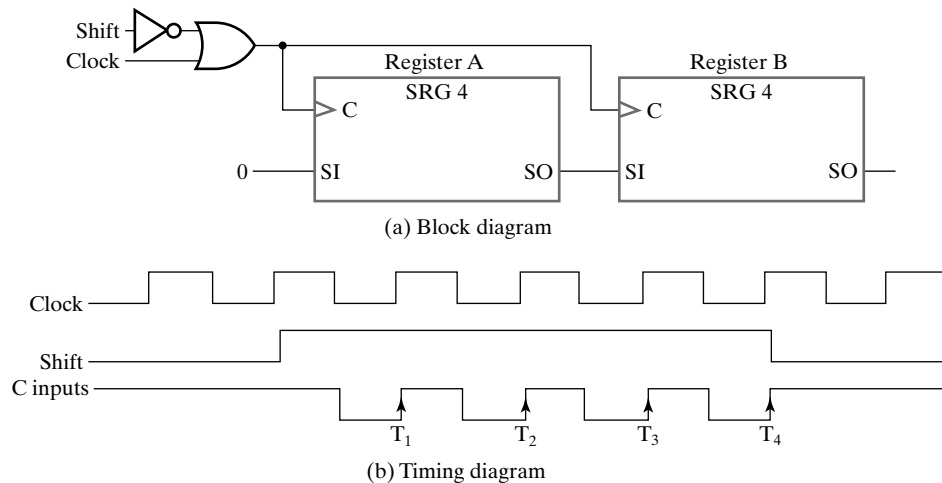 Shift
Clock
Register A
SRG 4
C
SI
SO
0
Register B
SRG 4
C
SI
SO
(a) Block diagram
Clock
Shift
C inputs
T1 T2 T3 T4
(b) Timing diagram